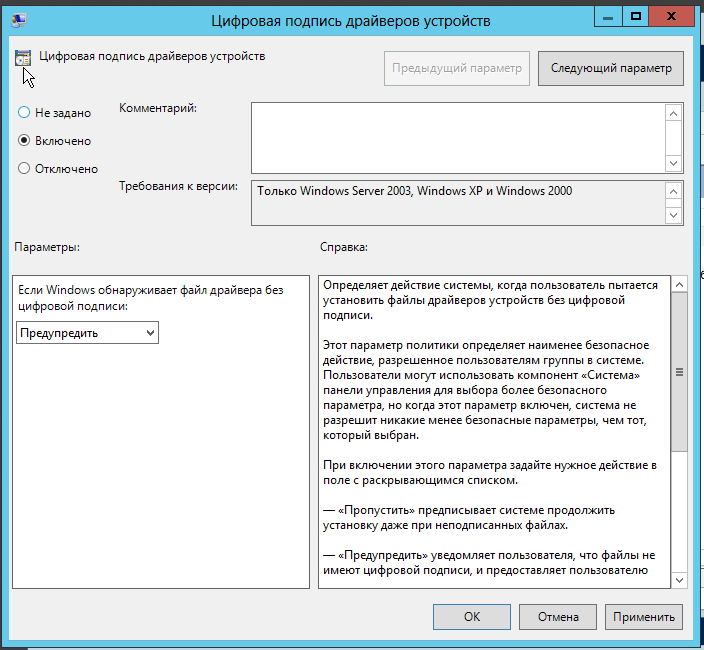 Цифровая подпись драйверов устройств
Цифровая подпись драйверов устройств
Предыдущий параметр
Следующий параметр
Не задано
Включено
Отключено
Комментарий:
Требования к версии:
Только Windows Server 2003, Windows XP и Windows 2000
Параметры:
Справка:
Если Windows обнаруживает файл драйвера без
цифровой подписи:
Предупредить
Определяет действие системы, когда пользователь пытается
установить файлы драйверов устройств без цифровой
подписи.
Этот параметр политики определяет наименее безопасное
действие, разрешенное пользователям группы в системе.
Пользователи могут использовать компонент «Система»
панели управления для выбора более безопасного
параметра, но когда этот параметр включен, система не
разрешит никакие менее безопасные параметры, чем тот,
который выбран.
При включении этого параметра задайте нужное действие в
поле с раскрывающимся списком.
— «Пропустить» предписывает системе продолжить
установку даже при неподписанных файлах.
— «Предупредить» уведомляет пользователя, что файлы не
имеют цифровой подписи, и предоставляет пользователю
ОК
Отмена
Применить